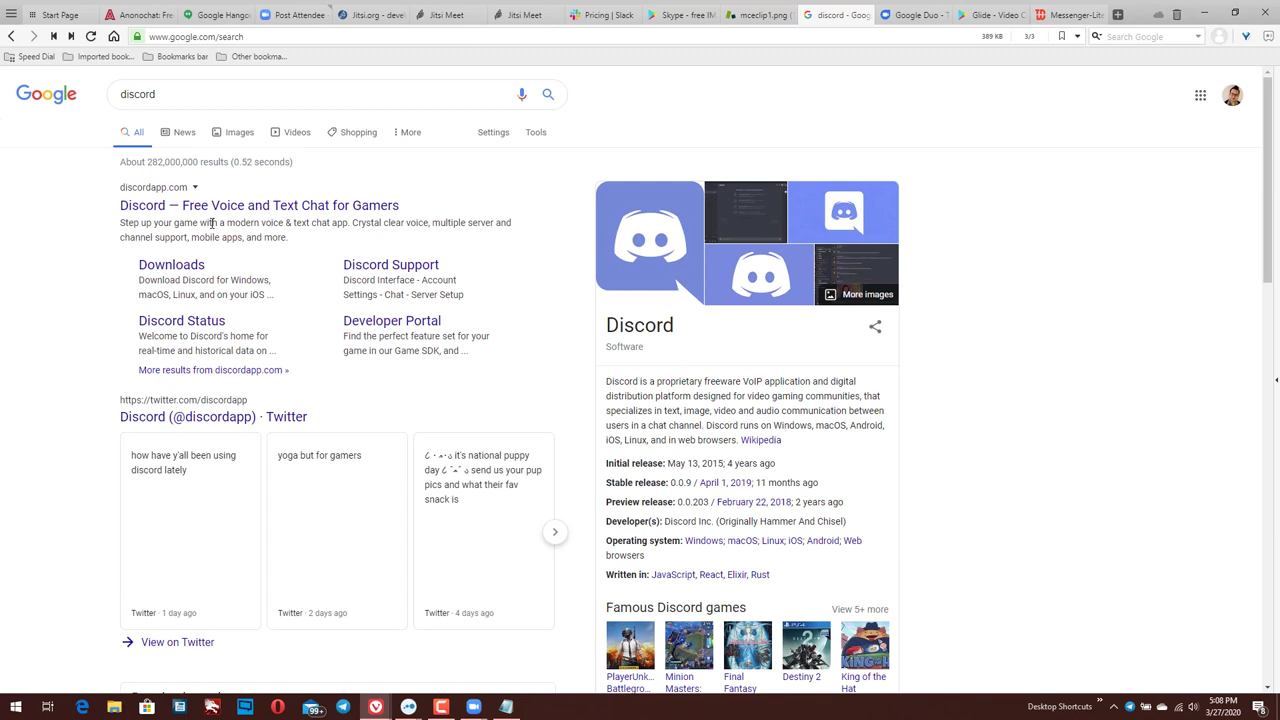 Inbox (51
Customize
Telegram W
Jitsi.org - d
Jitsi Meet
Jitsi Meet
Pricing | Slack
Play - free IM
mececlip1.png (
Discord - Goog
Google Duo - T
Glide - Video C
Messenger-Lite
www.google.com/search
389 KB
3/3
Search Google
Speed Dial
Imported book...
Bookmarks bar
Other bookma...
Google
discord
All
News
Images
Videos
Shopping
More
Settings
Tools
About 282,000,000 results (0.52 seconds)
discordapp.com
Discord — Free Voice and Text Chat for Gamers
Step up your game with a modern voice & text chat app. Crystal clear voice, multiple server and
channel support, mobile apps, and more.
Downloads
Download Discord for Windows,
macOS, Linux, and on your iOS ...
Discord Support
Discord Interface - Account
Settings - Chat - Server Setup
Discord Status
Welcome to Discord's home for
real-time and historical data on ...
Developer Portal
Find the perfect feature set for your
game in our Game SDK, and ...
More results from discordapp.com »
https://twitter.com/discordapp
Discord (@discordapp) · Twitter
how have y'all been using
discord lately
Twitter · 1 day ago
yoga but for gamers
Twitter · 2 days ago
it's national puppy
day send us your pup
pics and what their fav
snack is
Twitter · 4 days ago
View on Twitter
More images
Discord
Software
Discord is a proprietary freeware VoIP application and digital
distribution platform designed for video gaming communities, that
specializes in text, image, video and audio communication between
users in a chat channel. Discord runs on Windows, macOS, Android,
iOS, Linux, and in web browsers. Wikipedia
Initial release: May 13, 2015; 4 years ago
Stable release: 0.0.9 / April 1, 2019; 11 months ago
Preview release: 0.0.203 / February 22, 2018; 2 years ago
Developer(s): Discord Inc. (Originally Hammer And Chisel)
Operating system: Windows; macOS; Linux; iOS; Android; Web
browsers
Written in: JavaScript, React, Elixir, Rust
Famous Discord games
View 5+ more
PlayerUnk...
Battlegro...
Minion
Masters:
Final
Fantasy
Destiny 2
King of the
Hat
99+
Desktop Shortcuts
5:08 PM
3/27/2020